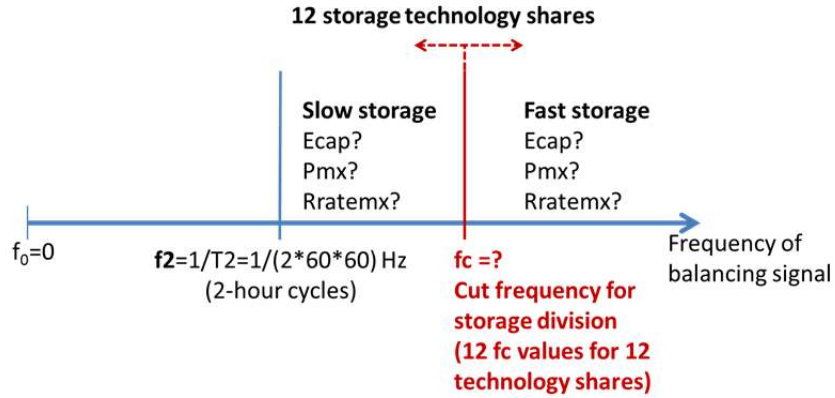 12 storage technology shares
Slow storage
Ecap?
Pmx?
Rratemx?
Fast storage
Ecap?
Pmx?
Rratemx?
f₀=0
f2=1/T2=1/(2*60*60) Hz
(2-hour cycles)
fc =?
Cut frequency for
storage division
(12 fc values for 12
technology shares)
Frequency of
balancing signal